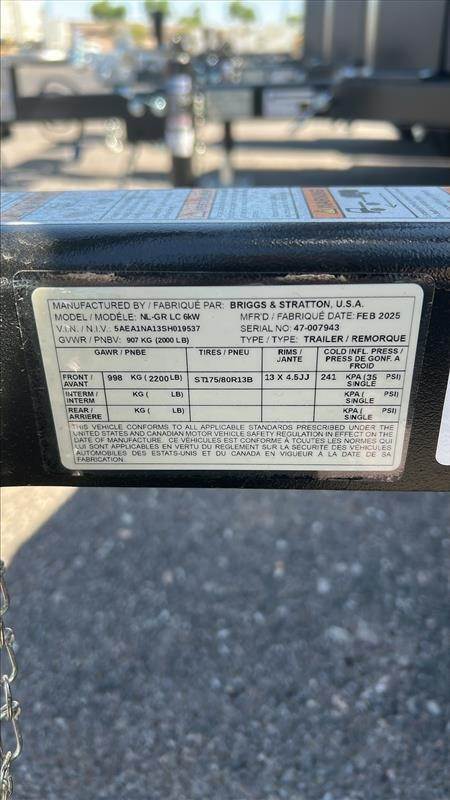 MANUFACTURED BY / FABRIQUÉ PAR: BRIGGS & STRATTON, U.S.A.
MODEL / MODÈLE: NL-GR LC 6kW MFR'D / FABRIQUÉ DATE: FEB 2025
V.I.N. / N.I.V.: 5AEA1NA13SH019537 SERIAL NO: 47-007943
GVWR / PNBV: 907 KG (2000 LB) TYPE / TYPE: TRAILER / REMORQUE
GAWR / PNBE TIRES / PNEU RIMS / JANTE COLD INFL. PRESS / PRESS DE GONF. A FROID
FRONT / AVANT 998 KG ( 2200 LB) ST175/80R13B 13 X 4.5JJ 241 KPA (35 PSI) SINGLE
INTERM / INTERM KG ( LB) KPA ( PSI) SINGLE
REAR / ARRIERE KG ( LB) KPA ( PSI) SINGLE
THIS VEHICLE CONFORMS TO ALL APPLICABLE STANDARDS PRESCRIBED UNDER THE
UNITED STATES AND CANADIAN MOTOR VEHICLE SAFETY REGULATION IN EFFECT ON THE
DATE OF MANUFACTURE. CE VÉHICULES EST CONFORME À TOUTES LES NORMES QUI
LUI SONT APPLICABLES EN VERTU DU REGLEMENT SUR LA SÉCURITÉ DES VÉHICULES
AUTOMOBILES DES ETATS-UNIS ET DU CANADA EN VIGUEUR A LA DATE DE SA
FABRICATION.